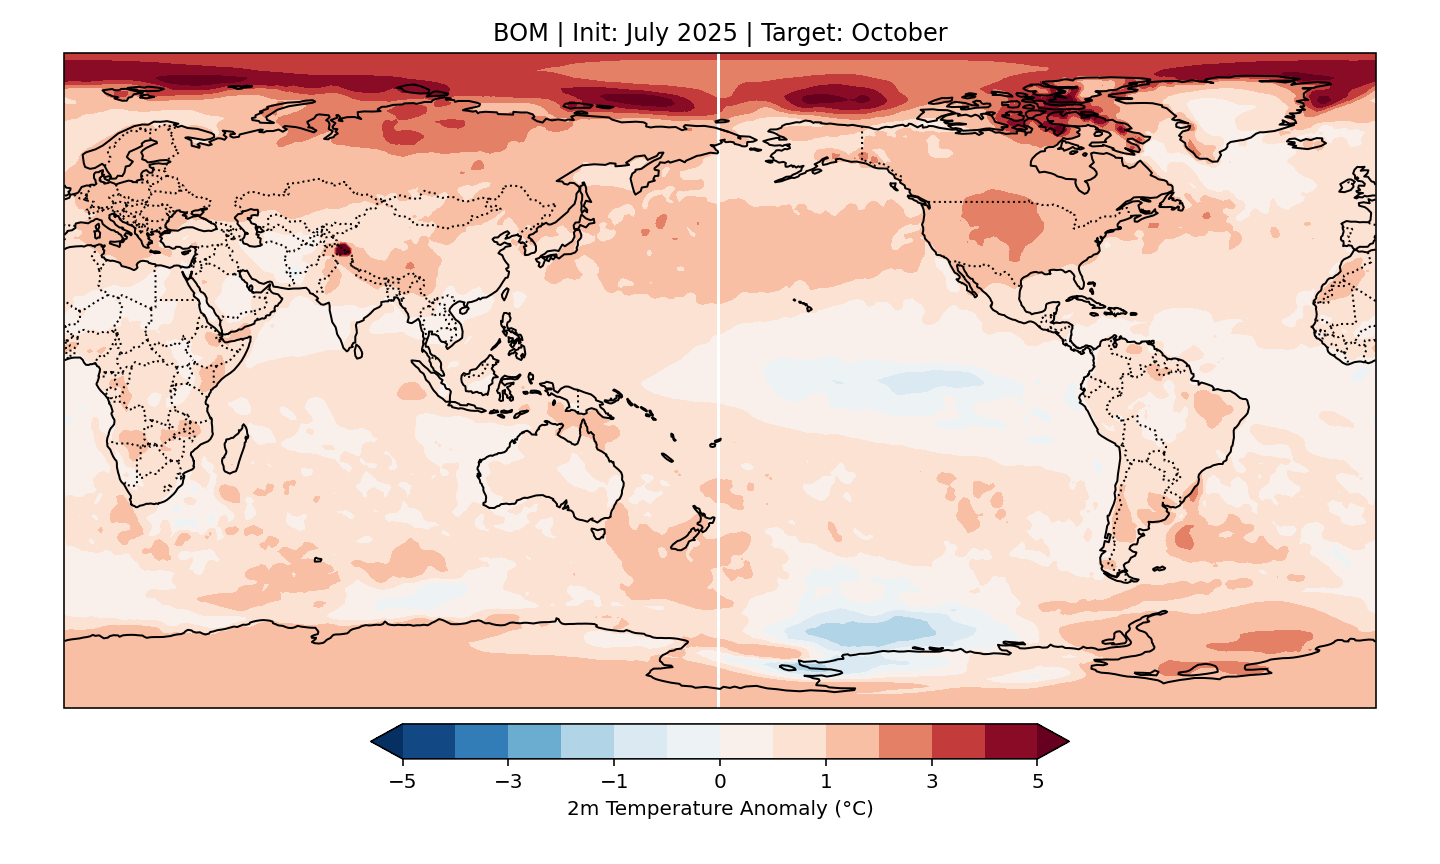 BOM | Init: July 2025 | Target: October
−5 −3 −1 0 1 3 5
2m Temperature Anomaly (°C)